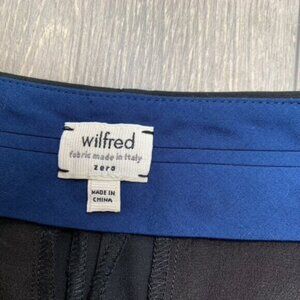 wilfred
fabric made in Italy
zero
MADE IN
CHINA